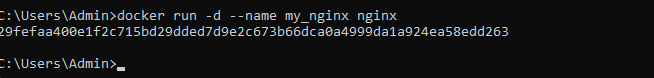 C:\Users\Admin>docker run -d --name my_nginx nginx
29fefaa400e1f2c715bd29dded7d9e2c673b66dca0a4999da1a924ea58edd263
C:\Users\Admin>